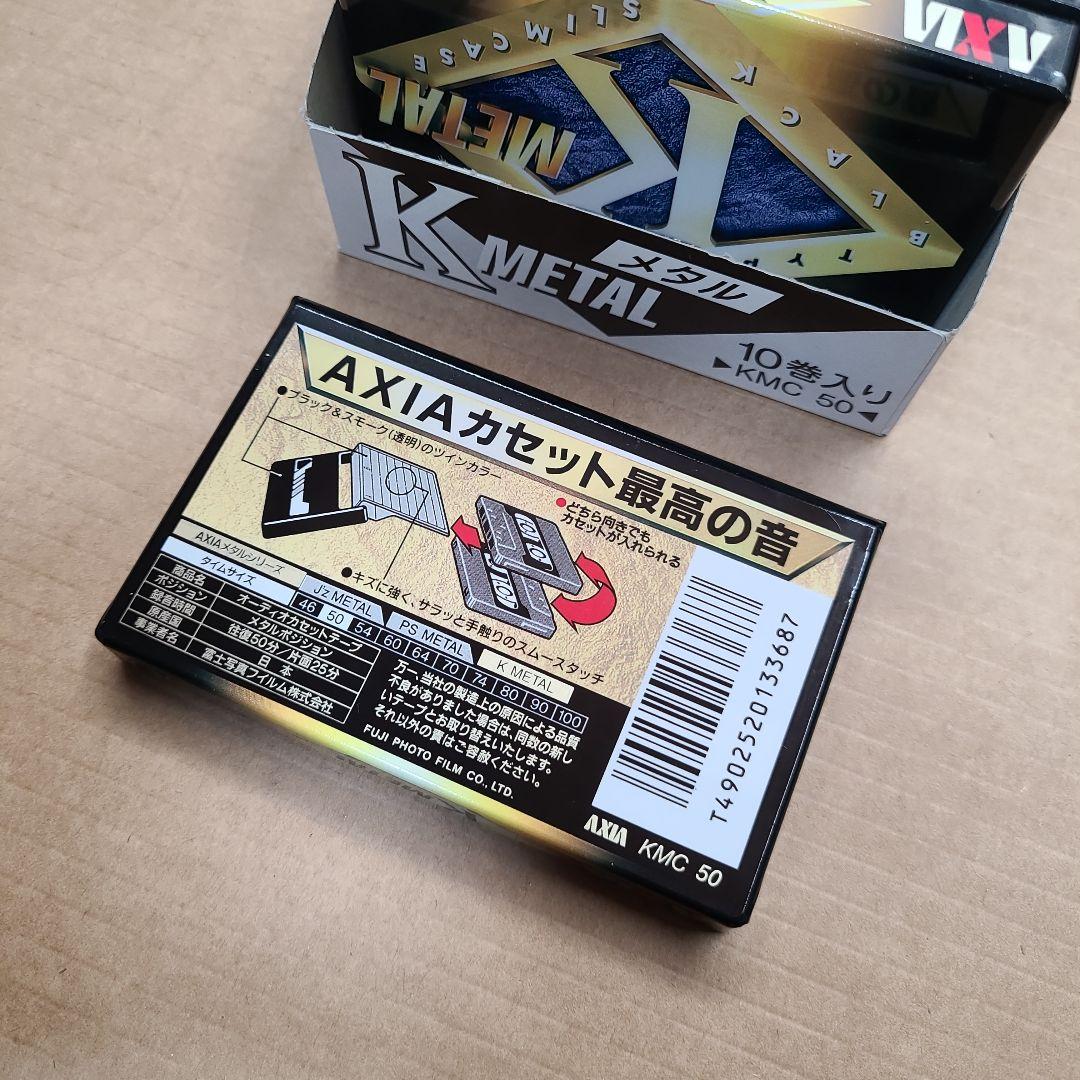 AXIA
K
METAL
METAL
TYPE BLACK SLIMCASE
K METAL
メタル
10巻入り
▶KMC 50◀
AXIAカセット最高の音
●ブラック&スモーク(透明)のツインカラー
●どちら向きでも
カセットが入れられる
●キズに強く、サラッと手触りのスムースタッチ
AXIAメタルシリーズ
J'z METAL
PS METAL
K METAL
タイムサイズ
46 50 54 60 64 70 74 80 90 100
商品名 オーディオカセットテープ
ポジション メタルポジション
録音時間 往復50分/片面25分
原産国 日本
事業者名 富士写真フイルム株式会社
万一、当社の製造上の原因による品質
不良がありました場合は、同数の新し
いテープとお取り替えいたします。
それ以外の責はご容赦ください。
FUJI PHOTO FILM CO., LTD.
T4902520133687
AXIA KMC 50